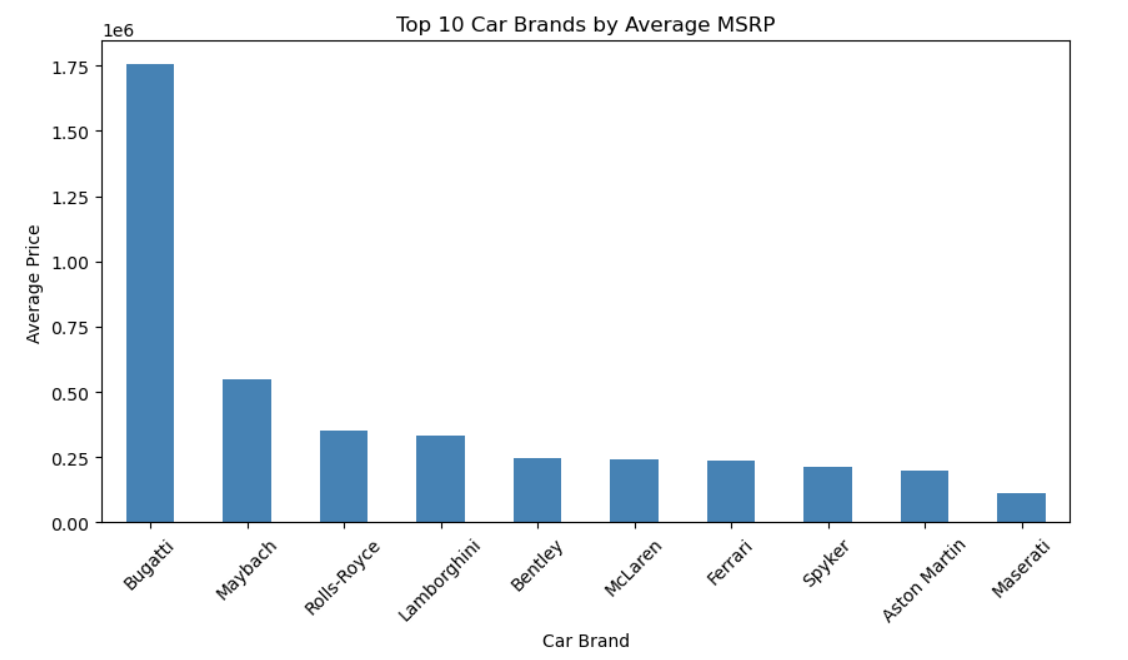 Top 10 Car Brands by Average MSRP
1e6
1.75
1.50
1.25
1.00
0.75
0.50
0.25
0.00
Average Price
Bugatti
Maybach
Rolls-Royce
Lamborghini
Bentley
McLaren
Ferrari
Spyker
Aston Martin
Maserati
Car Brand